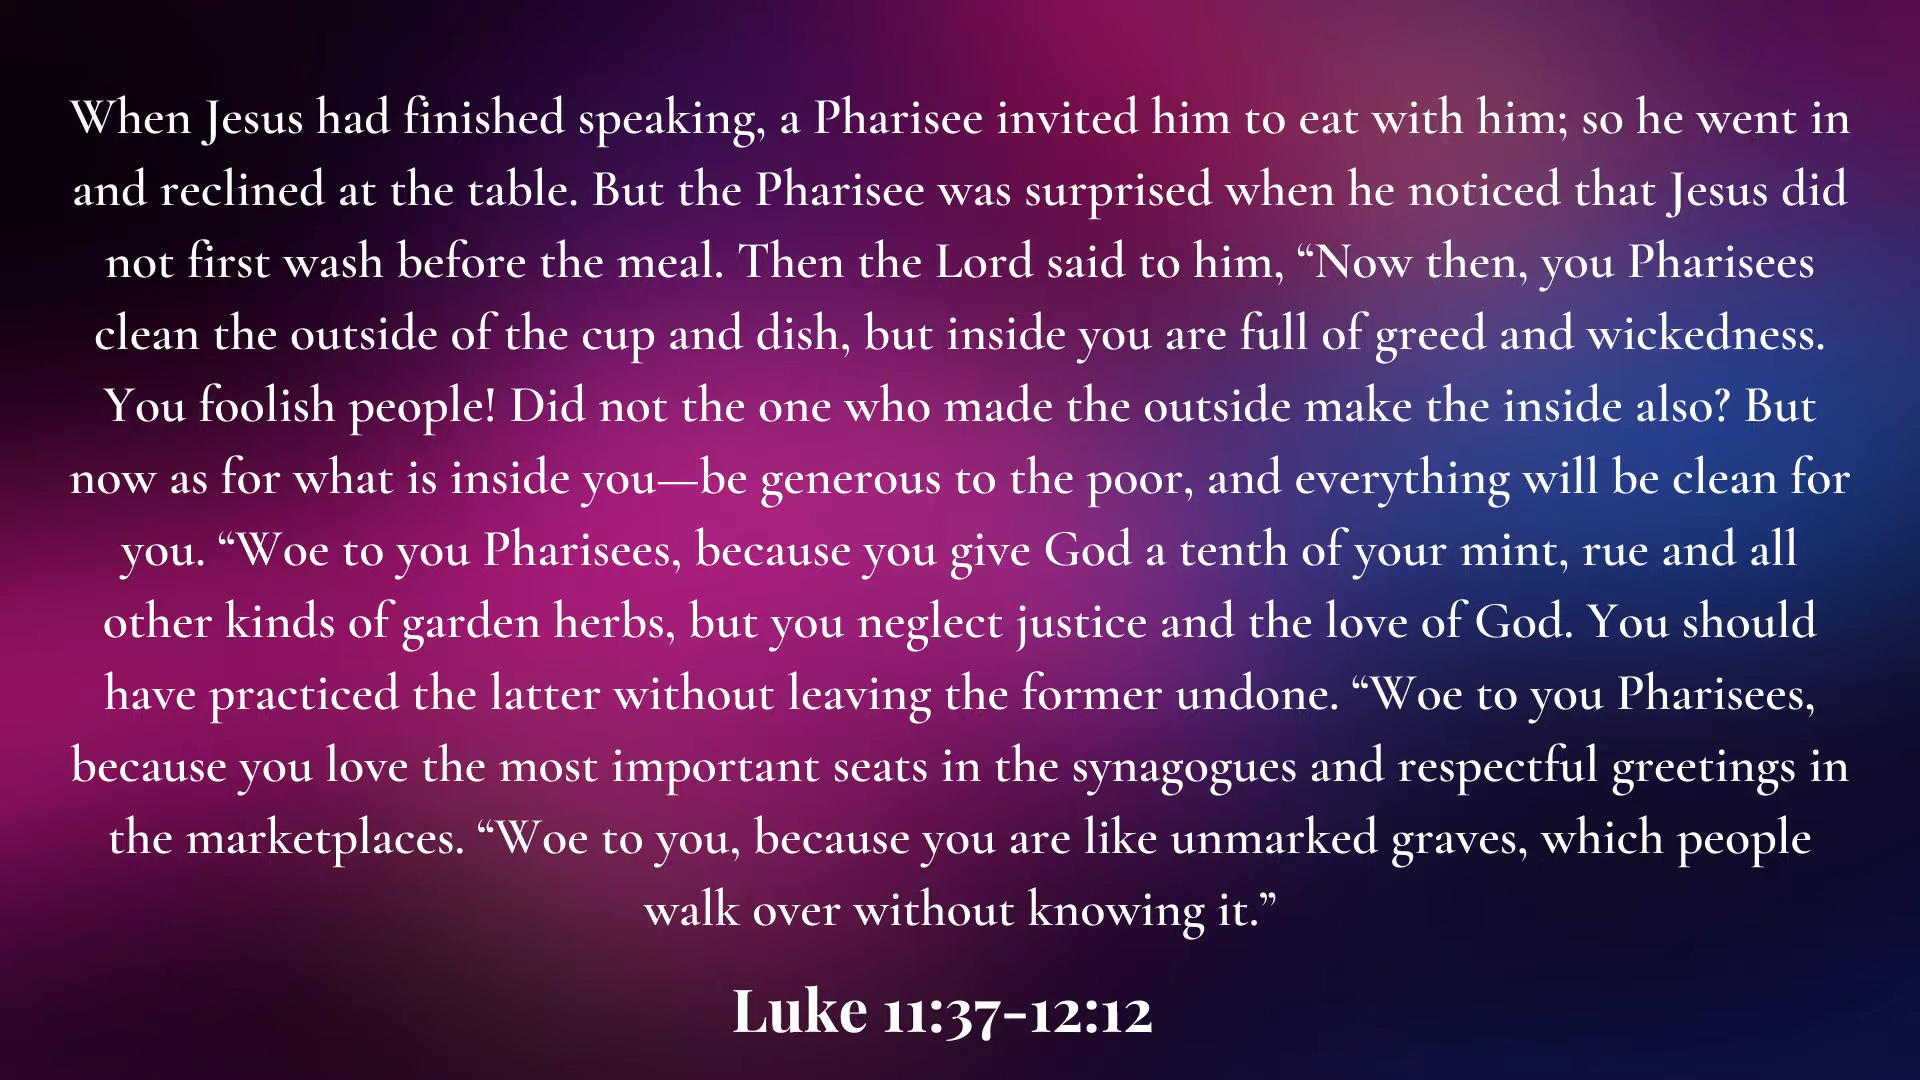 When Jesus had finished speaking, a Pharisee invited him to eat with him; so he went in
and reclined at the table. But the Pharisee was surprised when he noticed that Jesus did
not first wash before the meal. Then the Lord said to him, “Now then, you Pharisees
clean the outside of the cup and dish, but inside you are full of greed and wickedness.
You foolish people! Did not the one who made the outside make the inside also? But
now as for what is inside you—be generous to the poor, and everything will be clean for
you. “Woe to you Pharisees, because you give God a tenth of your mint, rue and all
other kinds of garden herbs, but you neglect justice and the love of God. You should
have practiced the latter without leaving the former undone. “Woe to you Pharisees,
because you love the most important seats in the synagogues and respectful greetings in
the marketplaces. “Woe to you, because you are like unmarked graves, which people
walk over without knowing it.”
Luke 11:37-12:12